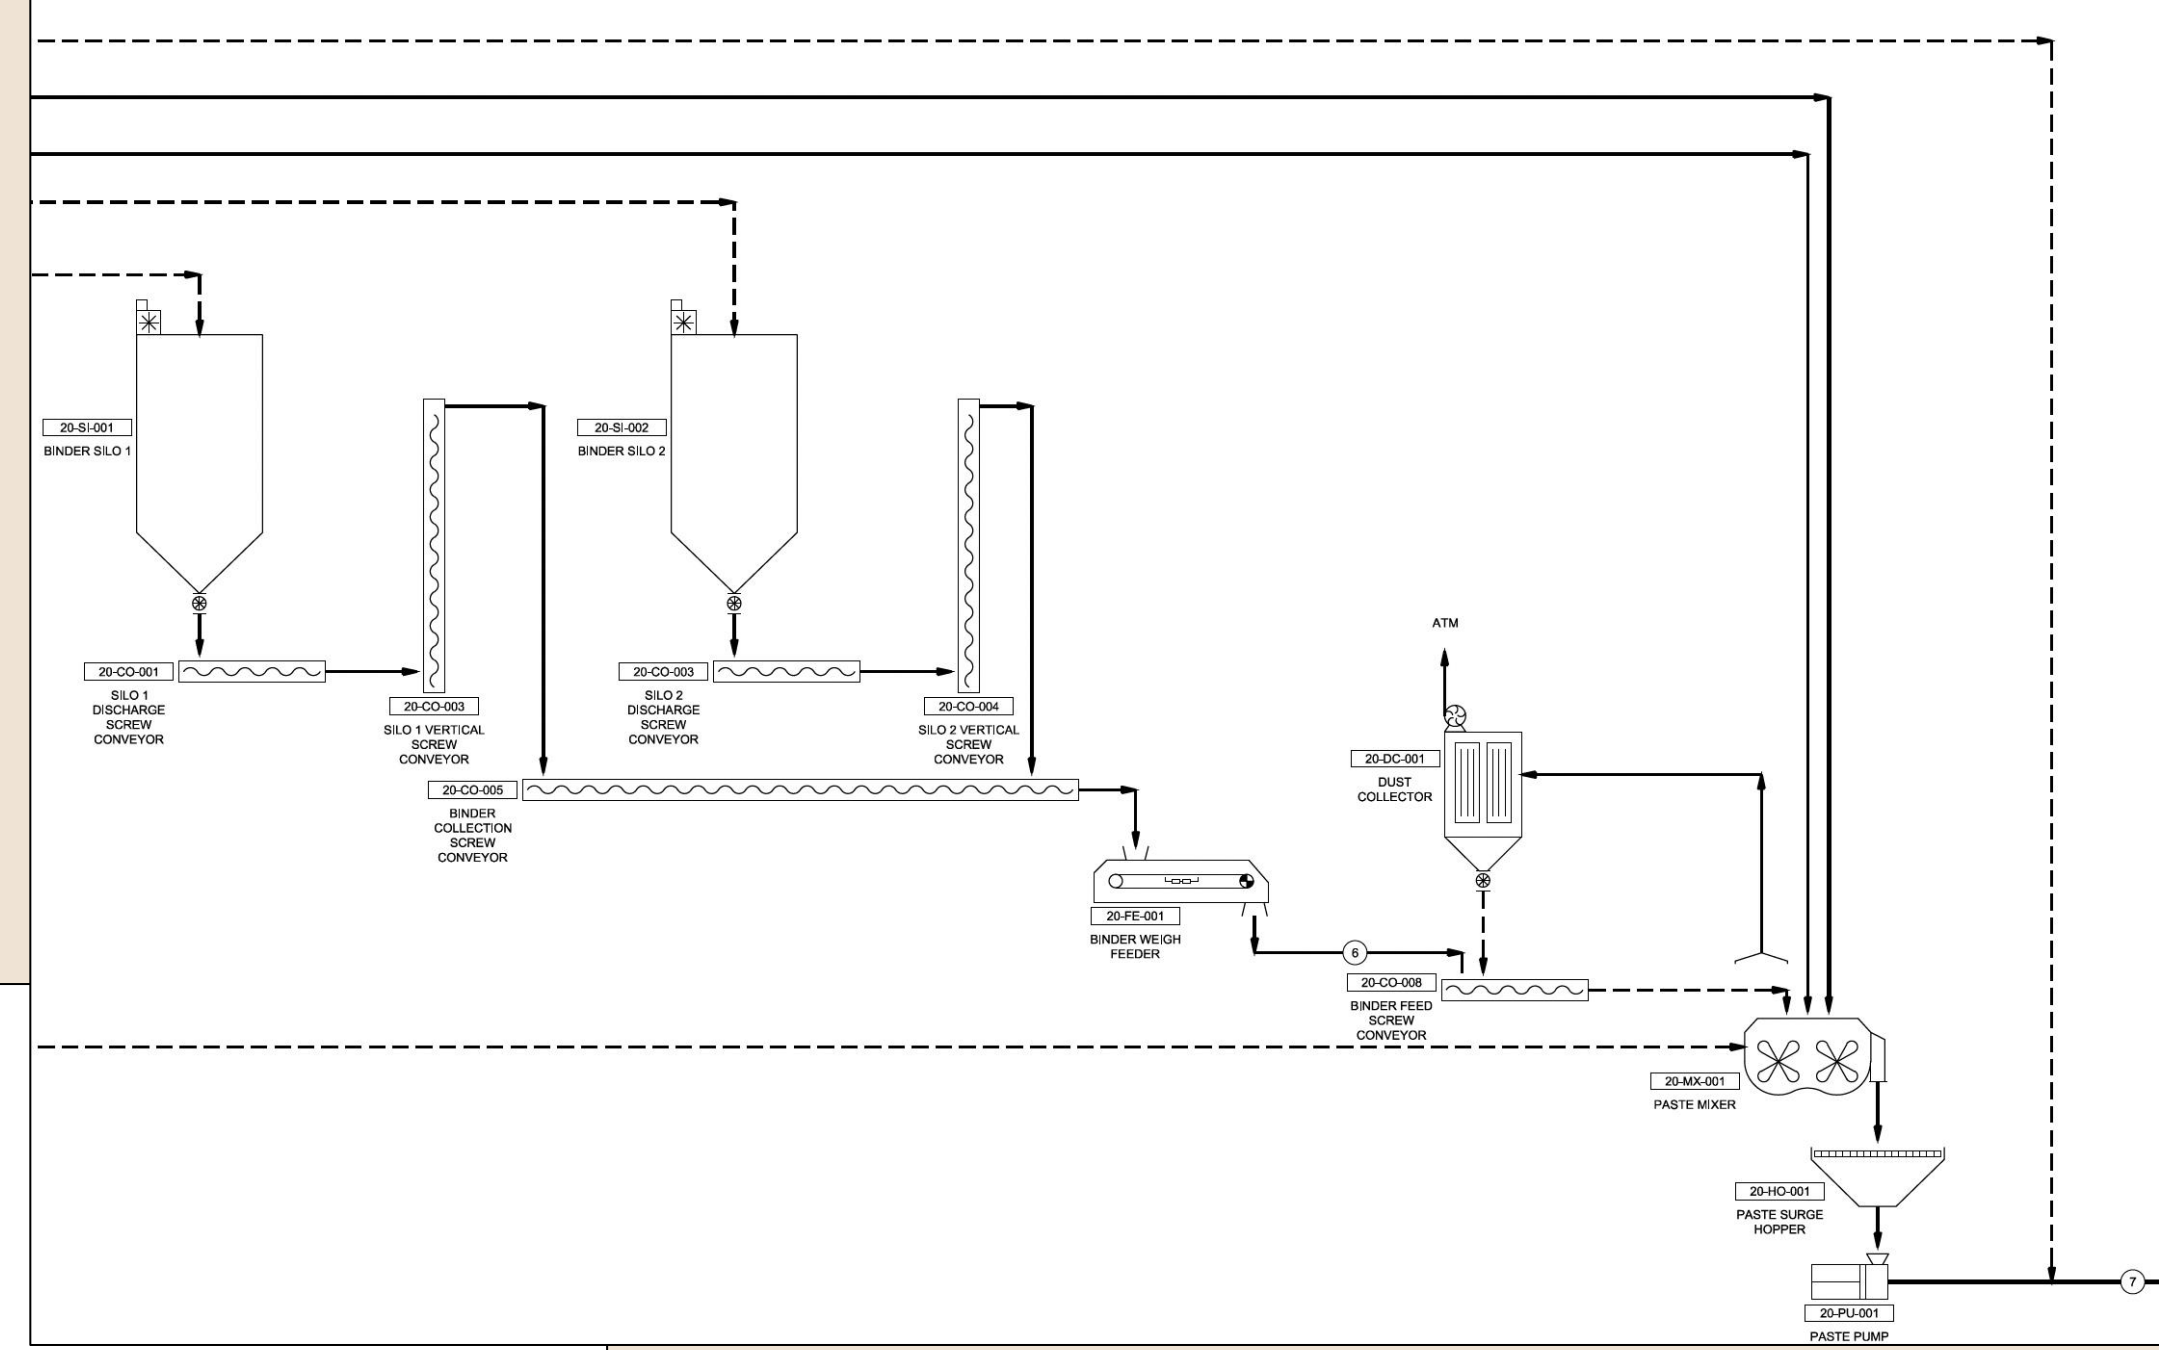 20-SI-001
BINDER SILO 1
20-SI-002
BINDER SILO 2
20-CO-001
SILO 1
DISCHARGE
SCREW
CONVEYOR
20-CO-003
SILO 1 VERTICAL
SCREW
CONVEYOR
20-CO-003
SILO 2
DISCHARGE
SCREW
CONVEYOR
20-CO-004
SILO 2 VERTICAL
SCREW
CONVEYOR
20-CO-005
BINDER
COLLECTION
SCREW
CONVEYOR
20-FE-001
BINDER WEIGH
FEEDER
ATM
20-DC-001
DUST
COLLECTOR
6
20-CO-008
BINDER FEED
SCREW
CONVEYOR
20-MX-001
PASTE MIXER
20-HO-001
PASTE SURGE
HOPPER
20-PU-001
PASTE PUMP
7